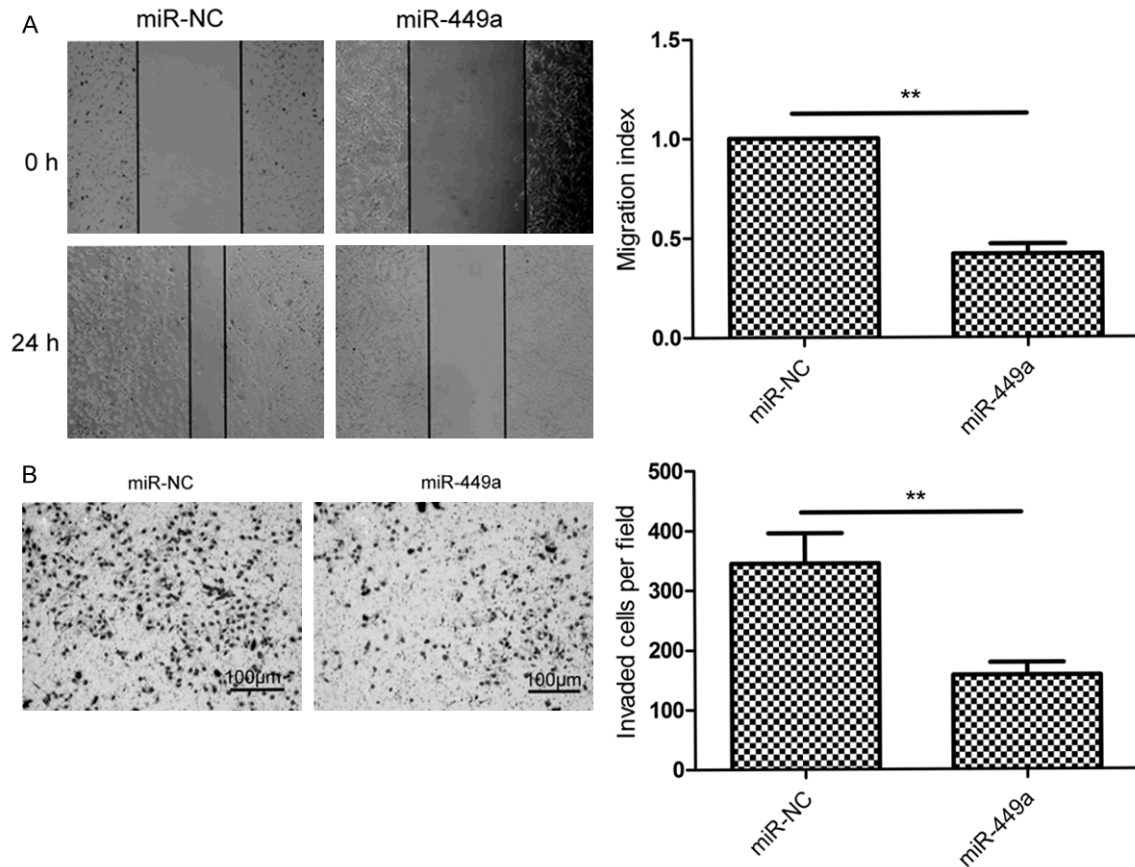 A
miR-NC
miR-449a
0 h
24 h
Migration index
1.5
1.0
0.5
0.0
**
miR-NC
miR-449a
B
miR-NC
miR-449a
100µm
100µm
Invaded cells per field
500
400
300
200
100
0
**
miR-NC
miR-449a